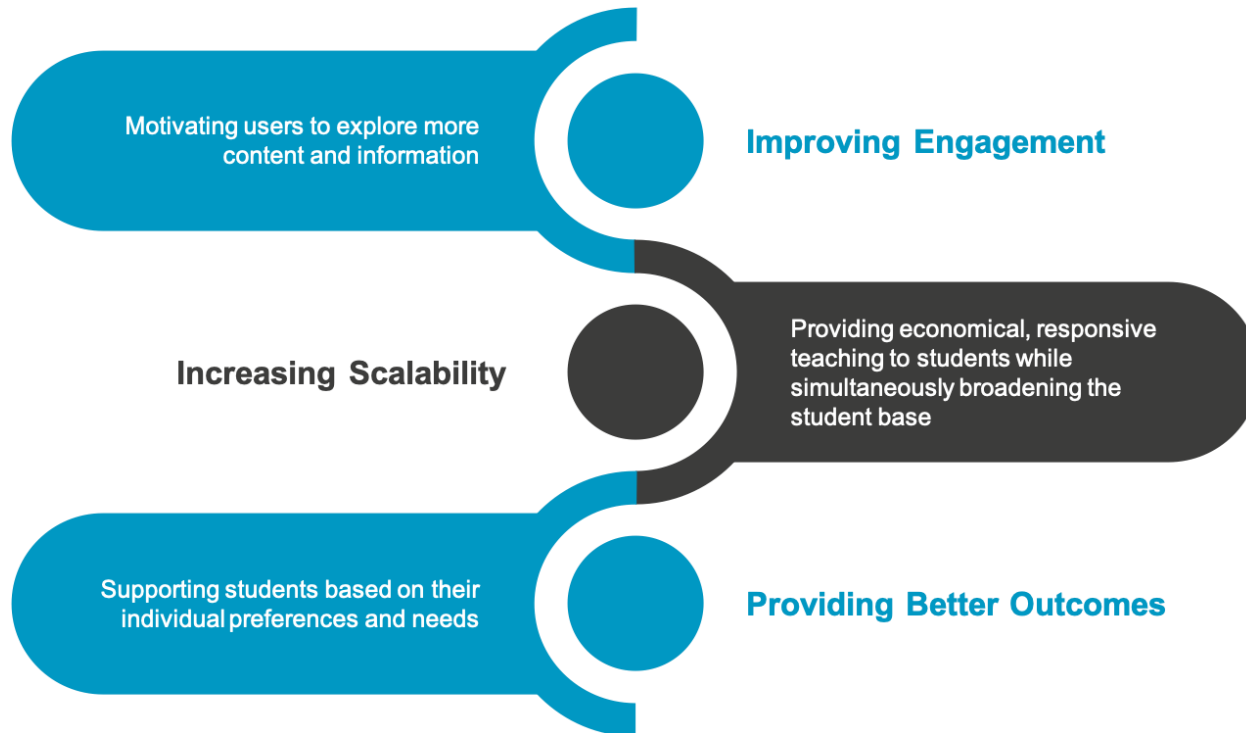 Motivating users to explore more
content and information
Improving Engagement
Increasing Scalability
Providing economical, responsive
teaching to students while
simultaneously broadening the
student base
Supporting students based on their
individual preferences and needs
Providing Better Outcomes